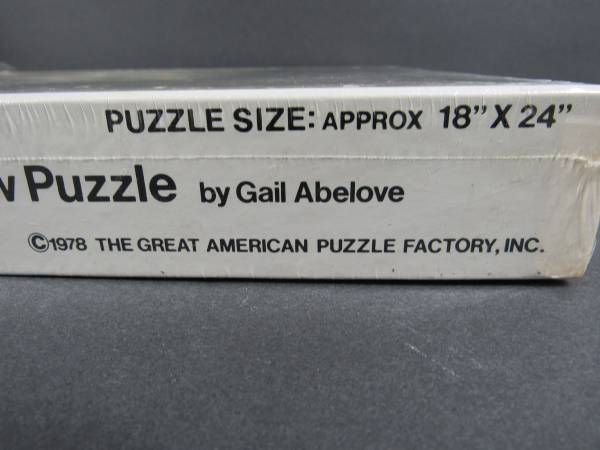 PUZZLE SIZE: APPROX 18" X 24"
Puzzle by Gail Abelove
©1978 THE GREAT AMERICAN PUZZLE FACTORY, INC.